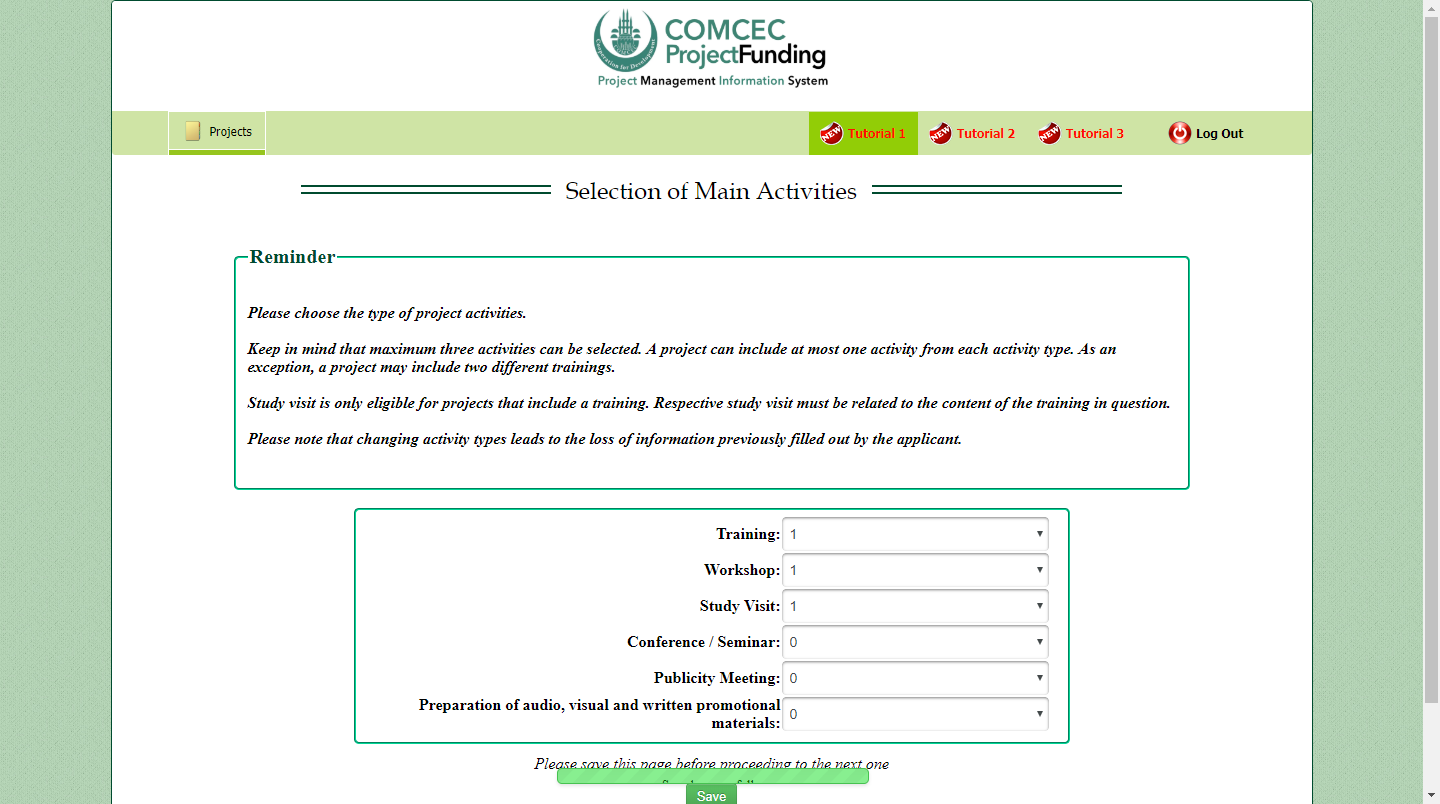 COMCEC
ProjectFunding
Cooperation for Development
Project Management Information System
Projects
NEW Tutorial 1
NEW Tutorial 2
NEW Tutorial 3
Log Out
Selection of Main Activities
Reminder
Please choose the type of project activities.
Keep in mind that maximum three activities can be selected. A project can include at most one activity from each activity type. As an
exception, a project may include two different trainings.
Study visit is only eligible for projects that include a training. Respective study visit must be related to the content of the training in question.
Please note that changing activity types leads to the loss of information previously filled out by the applicant.
Training: 1
Workshop: 1
Study Visit: 1
Conference / Seminar: 0
Publicity Meeting: 0
Preparation of audio, visual and written promotional
materials: 0
Please save this page before proceeding to the next one
Save